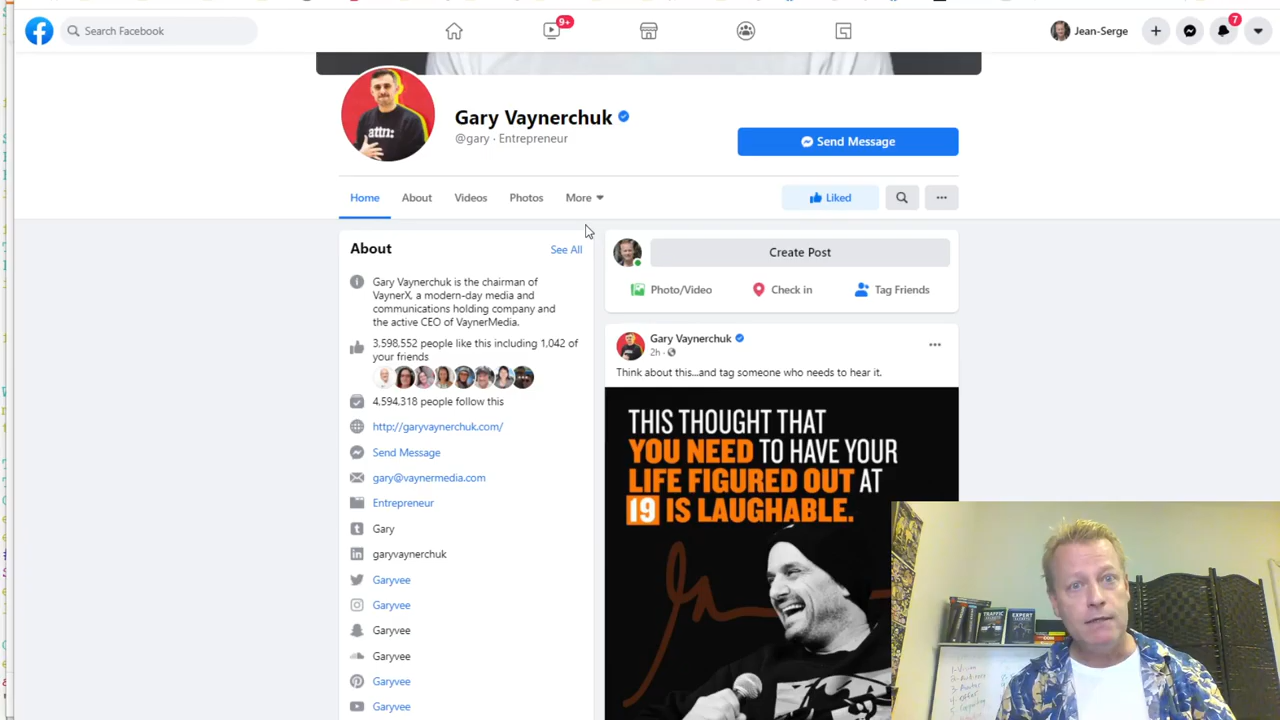 Search Facebook
9+
Jean-Serge
7
attn:
Gary Vaynerchuk
@gary · Entrepreneur
Send Message
Home
About
Videos
Photos
More
Liked
About
See All
Gary Vaynerchuk is the chairman of
VaynerX, a modern-day media and
communications holding company and
the active CEO of VaynerMedia.
3,598,552 people like this including 1,042 of
your friends
4,594,318 people follow this
http://garyvaynerchuk.com/
Send Message
gary@vaynermedia.com
Entrepreneur
Gary
garyvaynerchuk
Garyvee
Garyvee
Garyvee
Garyvee
Garyvee
Garyvee
Create Post
Photo/Video
Check in
Tag Friends
Gary Vaynerchuk
2h ·
Think about this...and tag someone who needs to hear it.
THIS THOUGHT THAT
YOU NEED TO HAVE YOUR
LIFE FIGURED OUT AT
19 IS LAUGHABLE.
TRAFFIC
EXPERT